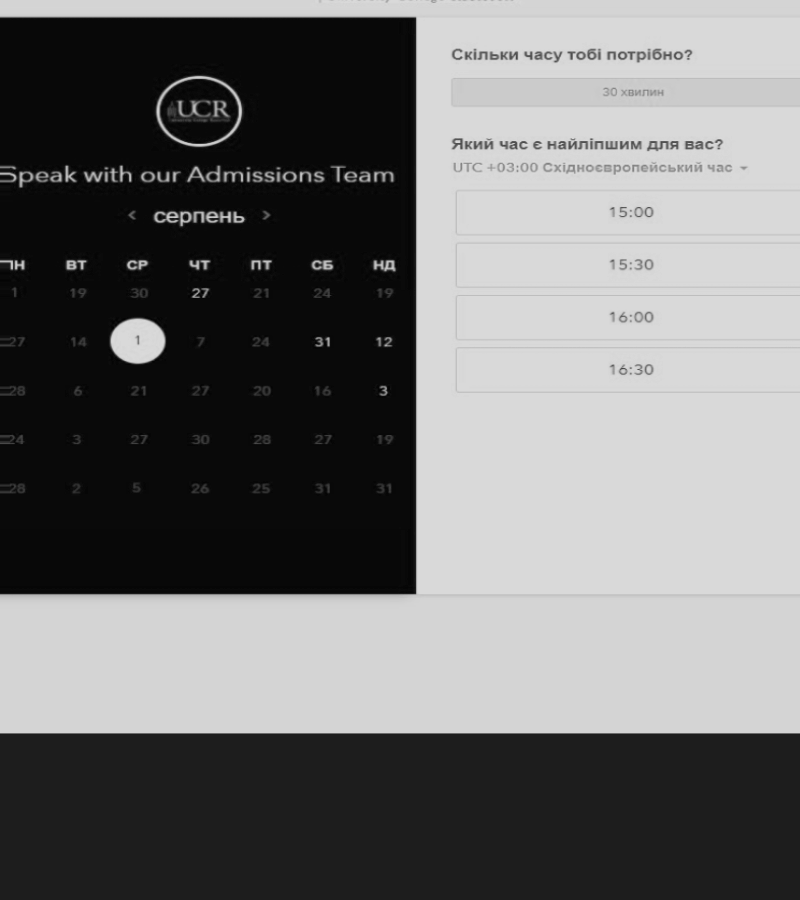 UCR
Speak with our Admissions Team
< серпень >
ПН ВТ СР ЧТ ПТ СБ НД
1 19 30 27 21 24 19
27 14 1 7 24 31 12
28 6 21 27 20 16 3
24 3 27 30 28 27 19
28 2 5 26 25 31 31
Скільки часу тобі потрібно?
30 хвилин
Який час є найліпшим для вас?
UTC +03:00 Східноєвропейський час
15:00
15:30
16:00
16:30